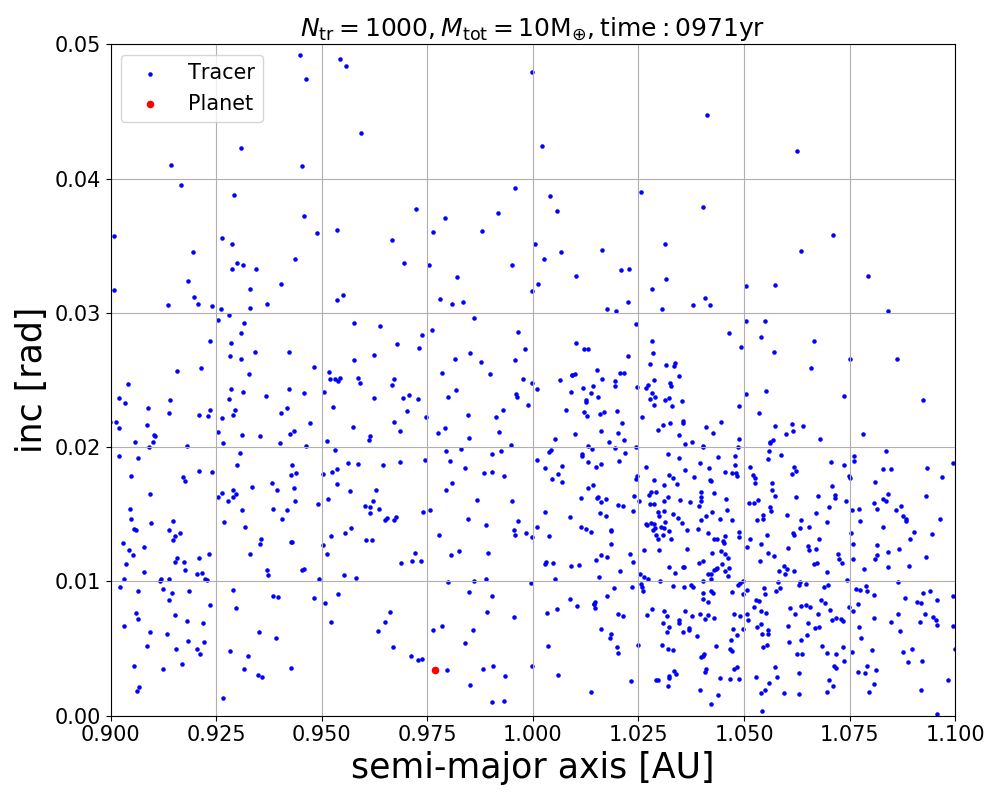 N_tr = 1000, M_tot = 10M_⊕, time : 0971yr
Tracer
Planet
inc [rad]
0.05
0.04
0.03
0.02
0.01
0.00
0.900 0.925 0.950 0.975 1.000 1.025 1.050 1.075 1.100
semi-major axis [AU]